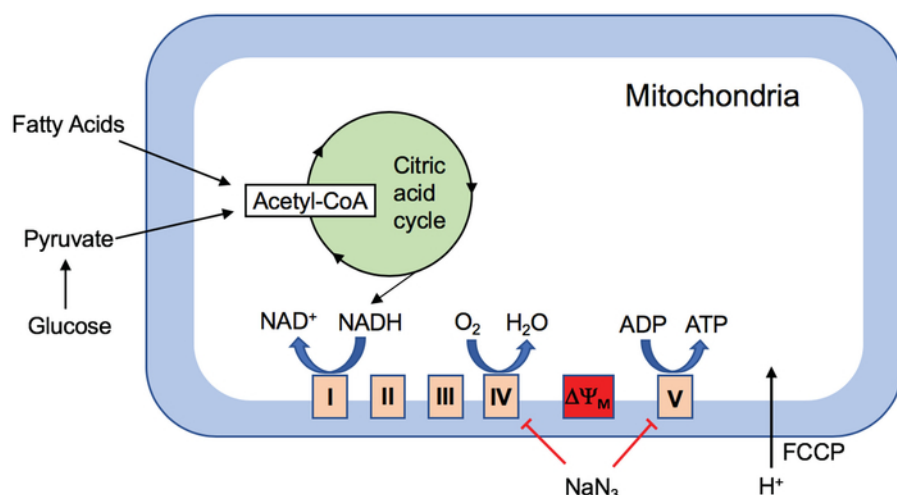 Mitochondria
Fatty Acids
Citric
acid
cycle
Acetyl-CoA
Pyruvate
Glucose
NAD⁺ NADH O₂ H₂O ADP ATP
I II III IV ΔΨ_M V
FCCP
NaN₃ H⁺